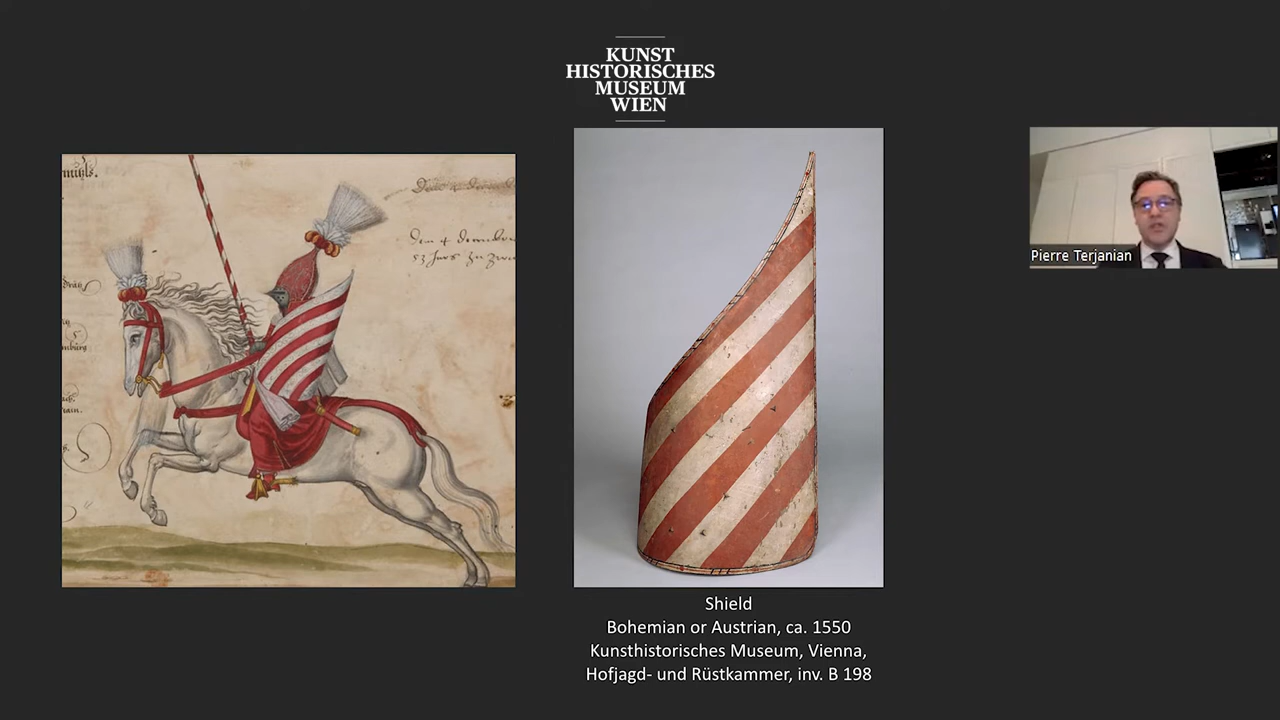 KUNST
HISTORISCHES
MUSEUM
WIEN
Pierre Terjanian
Shield
Bohemian or Austrian, ca. 1550
Kunsthistorisches Museum, Vienna,
Hofjagd- und Rüstkammer, inv. B 198